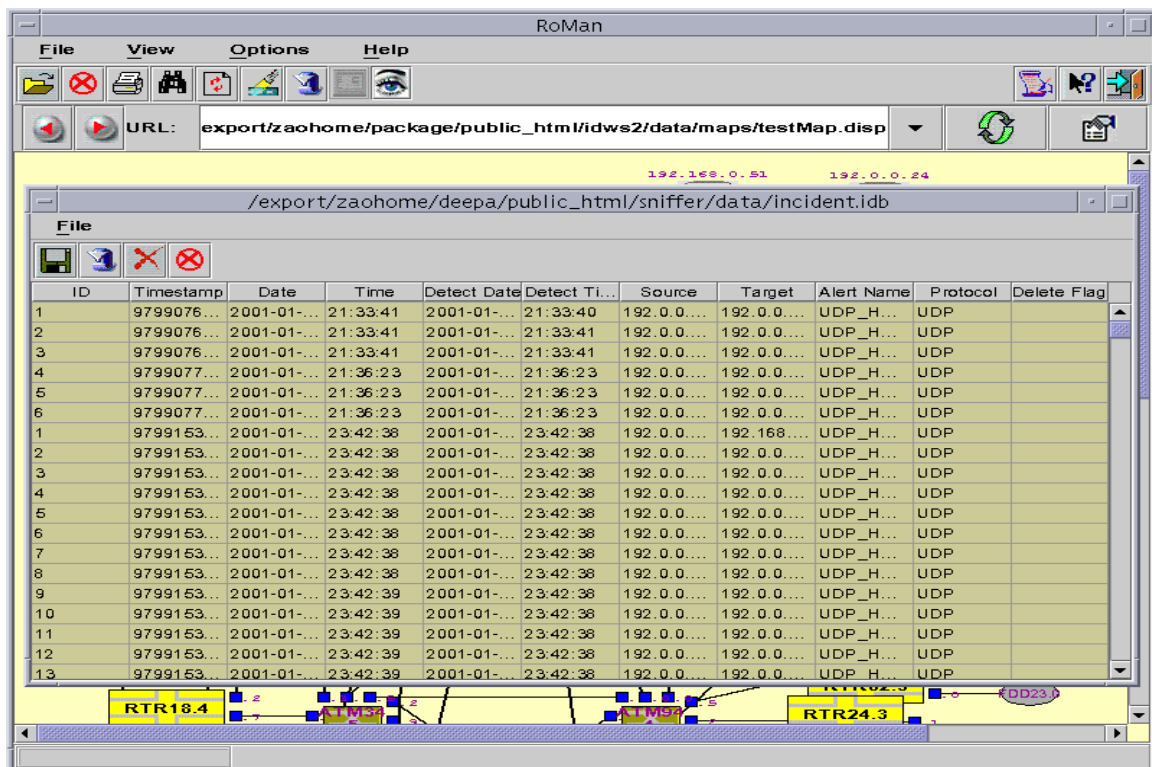 RoMan
File View Options Help
URL: export/zaohome/package/public_html/idws2/data/maps/testMap.disp
192.168.0.51 192.0.0.24
/export/zaohome/deepa/public_html/sniffer/data/incident.idb
File
ID Timestamp Date Time Detect Date Detect Ti... Source Target Alert Name Protocol Delete Flag
1 9799076... 2001-01-... 21:33:41 2001-01-... 21:33:40 192.0.0.... 192.0.0.... UDP_H... UDP
2 9799076... 2001-01-... 21:33:41 2001-01-... 21:33:41 192.0.0.... 192.0.0.... UDP_H... UDP
3 9799076... 2001-01-... 21:33:41 2001-01-... 21:33:41 192.0.0.... 192.0.0.... UDP_H... UDP
4 9799077... 2001-01-... 21:36:23 2001-01-... 21:36:23 192.0.0.... 192.0.0.... UDP_H... UDP
5 9799077... 2001-01-... 21:36:23 2001-01-... 21:36:23 192.0.0.... 192.0.0.... UDP_H... UDP
6 9799077... 2001-01-... 21:36:23 2001-01-... 21:36:23 192.0.0.... 192.0.0.... UDP_H... UDP
1 9799153... 2001-01-... 23:42:38 2001-01-... 23:42:38 192.0.0.... 192.168.... UDP_H... UDP
2 9799153... 2001-01-... 23:42:38 2001-01-... 23:42:38 192.0.0.... 192.0.0.... UDP_H... UDP
3 9799153... 2001-01-... 23:42:38 2001-01-... 23:42:38 192.0.0.... 192.0.0.... UDP_H... UDP
4 9799153... 2001-01-... 23:42:38 2001-01-... 23:42:38 192.0.0.... 192.0.0.... UDP_H... UDP
5 9799153... 2001-01-... 23:42:38 2001-01-... 23:42:38 192.0.0.... 192.0.0.... UDP_H... UDP
6 9799153... 2001-01-... 23:42:38 2001-01-... 23:42:38 192.0.0.... 192.0.0.... UDP_H... UDP
7 9799153... 2001-01-... 23:42:38 2001-01-... 23:42:38 192.0.0.... 192.0.0.... UDP_H... UDP
8 9799153... 2001-01-... 23:42:38 2001-01-... 23:42:38 192.0.0.... 192.0.0.... UDP_H... UDP
9 9799153... 2001-01-... 23:42:39 2001-01-... 23:42:38 192.0.0.... 192.0.0.... UDP_H... UDP
10 9799153... 2001-01-... 23:42:39 2001-01-... 23:42:38 192.0.0.... 192.0.0.... UDP_H... UDP
11 9799153... 2001-01-... 23:42:39 2001-01-... 23:42:38 192.0.0.... 192.0.0.... UDP_H... UDP
12 9799153... 2001-01-... 23:42:39 2001-01-... 23:42:38 192.0.0.... 192.0.0.... UDP_H... UDP
13 9799153... 2001-01-... 23:42:39 2001-01-... 23:42:38 192.0.0.... 192.0.0.... UDP_H... UDP
RTR18.4 ATM34 ATM94 RTR24.3